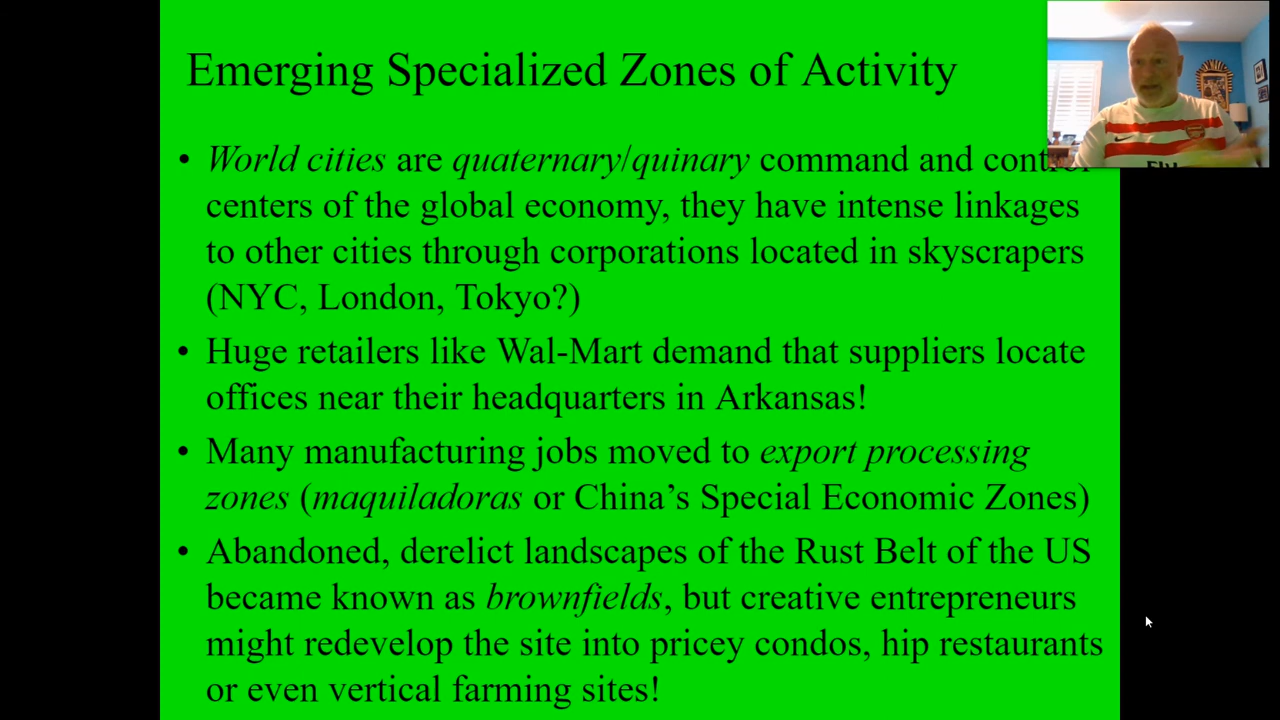 Emerging Specialized Zones of Activity
• World cities are quaternary/quinary command and control
centers of the global economy, they have intense linkages
to other cities through corporations located in skyscrapers
(NYC, London, Tokyo?)
• Huge retailers like Wal-Mart demand that suppliers locate
offices near their headquarters in Arkansas!
• Many manufacturing jobs moved to export processing
zones (maquiladoras or China’s Special Economic Zones)
• Abandoned, derelict landscapes of the Rust Belt of the US
became known as brownfields, but creative entrepreneurs
might redevelop the site into pricey condos, hip restaurants
or even vertical farming sites!